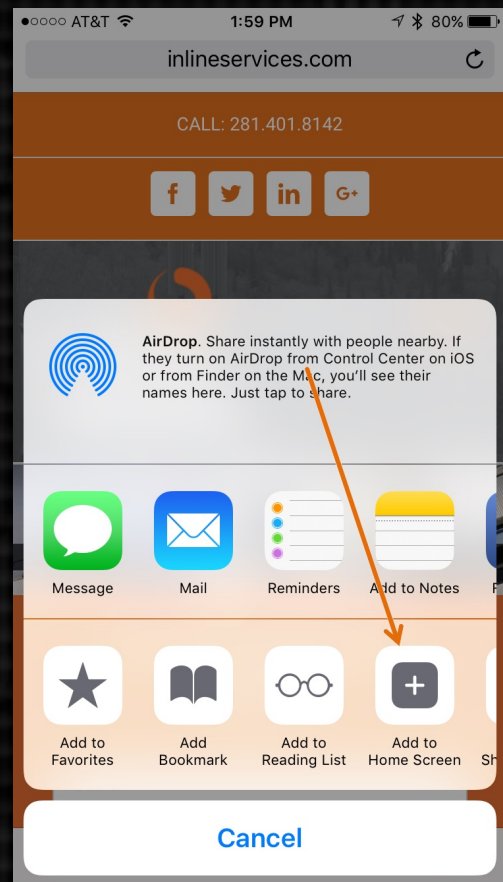 AT&T 1:59 PM 80%
inlineservices.com
CALL: 281.401.8142
f in G+
AirDrop. Share instantly with people nearby. If
they turn on AirDrop from Control Center on iOS
or from Finder on the Mac, you'll see their
names here. Just tap to share.
Message Mail Reminders Add to Notes
Add to Favorites
Add Bookmark
Add to Reading List
Add to Home Screen
Cancel